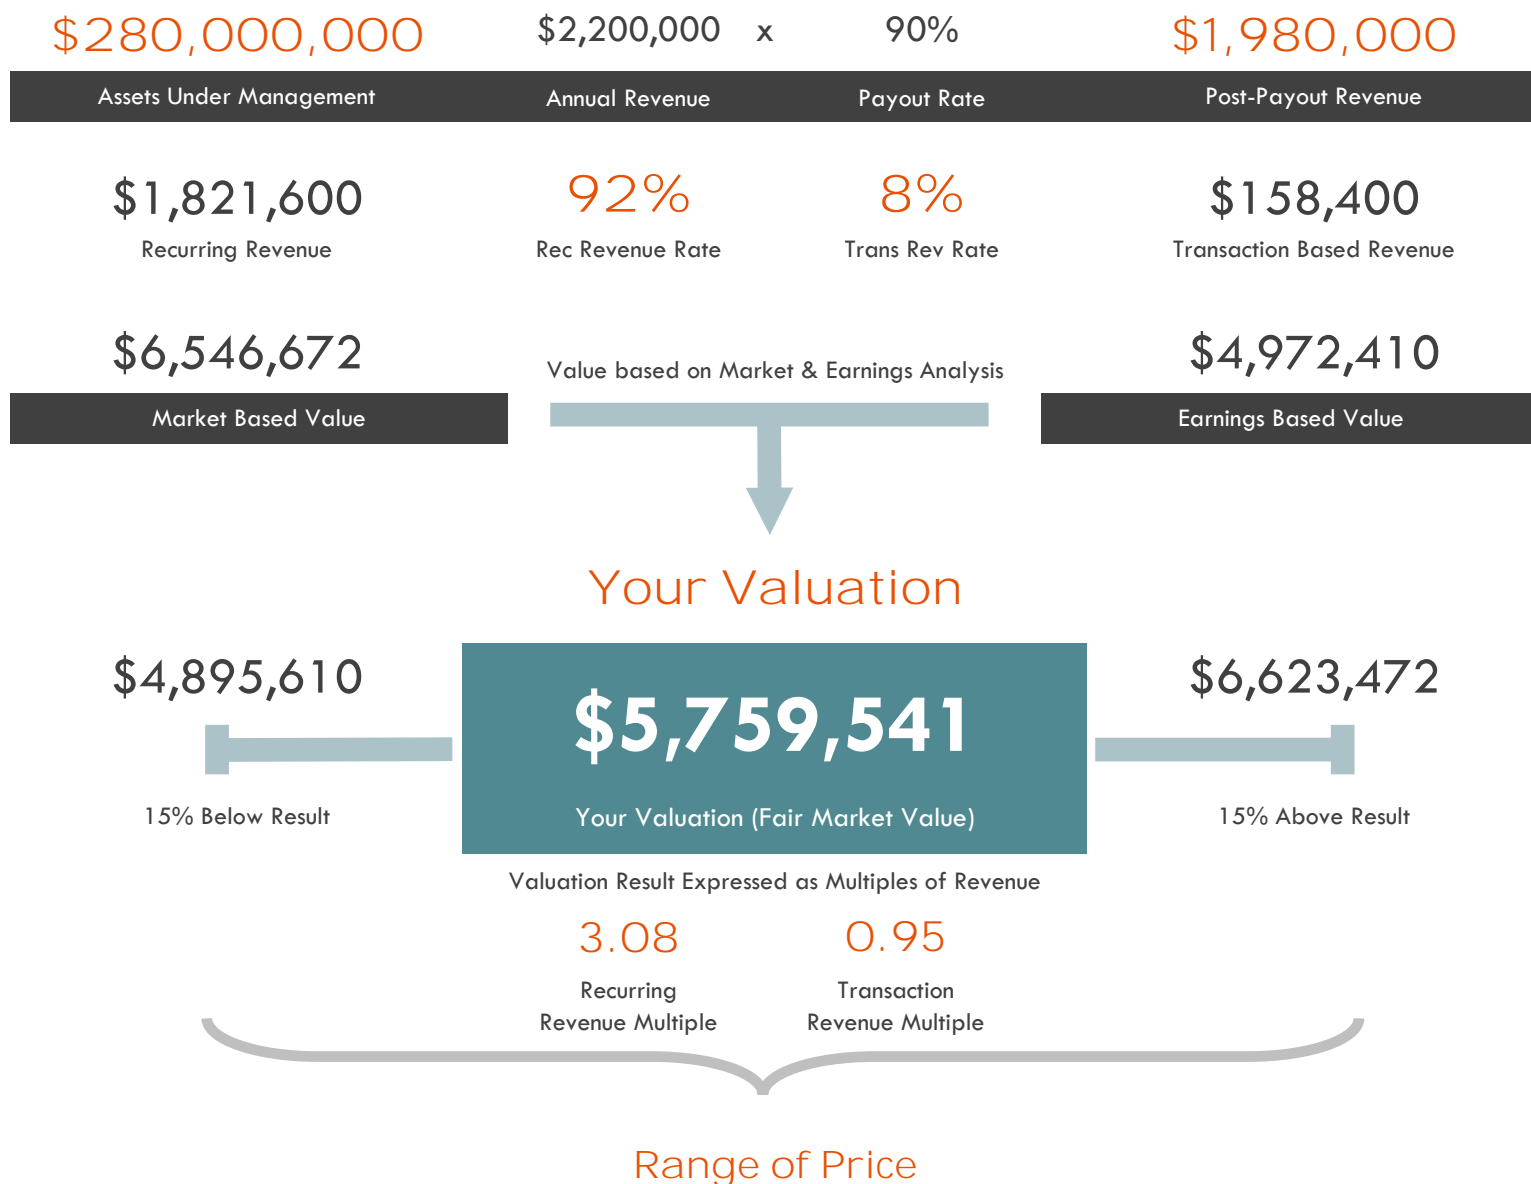 $280,000,000 $2,200,000 x 90% $1,980,000
Assets Under Management Annual Revenue Payout Rate Post-Payout Revenue
$1,821,600 92% 8% $158,400
Recurring Revenue Rec Revenue Rate Trans Rev Rate Transaction Based Revenue
$6,546,672 $4,972,410
Value based on Market & Earnings Analysis
Market Based Value Earnings Based Value
Your Valuation
$4,895,610 $5,759,541 $6,623,472
15% Below Result Your Valuation (Fair Market Value) 15% Above Result
Valuation Result Expressed as Multiples of Revenue
3.08 0.95
Recurring Transaction
Revenue Multiple Revenue Multiple
Range of Price